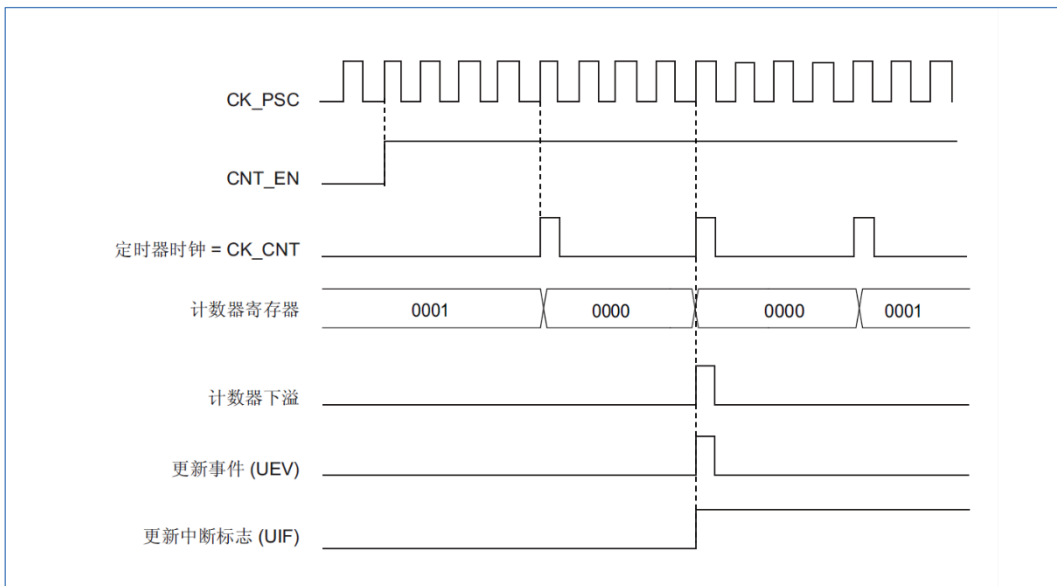 CK_PSC
CNT_EN
定时器时钟 = CK_CNT
计数器寄存器 0001 0000 0000 0001
计数器下溢
更新事件 (UEV)
更新中断标志 (UIF)